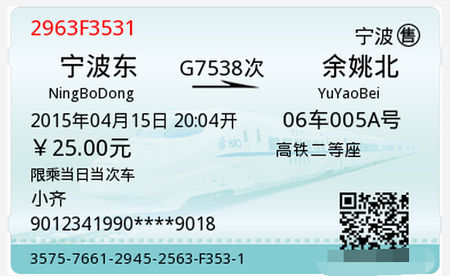 2963F3531
宁波 售
宁波东 G7538次 余姚北
NingBoDong YuYaoBei
2015年04月15日 20:04开 06车005A号
￥25.00元 高铁二等座
限乘当日当次车
小齐
9012341990****9018
3575-7661-2945-2563-F353-1